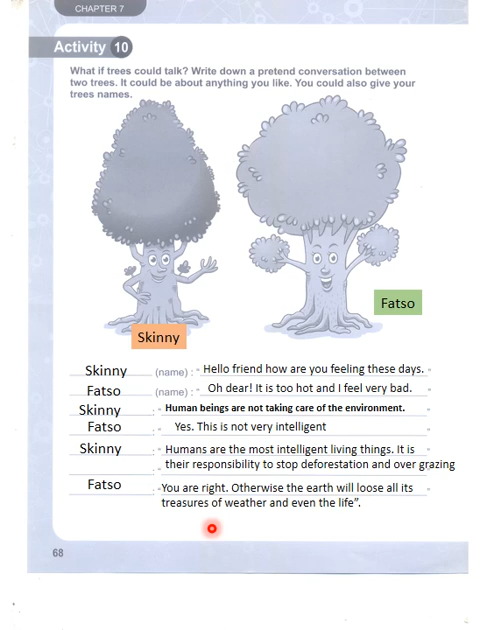 CHAPTER 7
Activity 10
What if trees could talk? Write down a pretend conversation between
two trees. It could be about anything you like. You could also give your
trees names.
Fatso
Skinny
Skinny (name) : “ Hello friend how are you feeling these days. ”
Fatso (name) : “ Oh dear! It is too hot and I feel very bad. ”
Skinny : “ Human beings are not taking care of the environment. ”
Fatso : “ Yes. This is not very intelligent ”
Skinny : “ Humans are the most intelligent living things. It is ”
: “ their responsibility to stop deforestation and over grazing
Fatso : “ You are right. Otherwise the earth will loose all its ”
treasures of weather and even the life”.
68